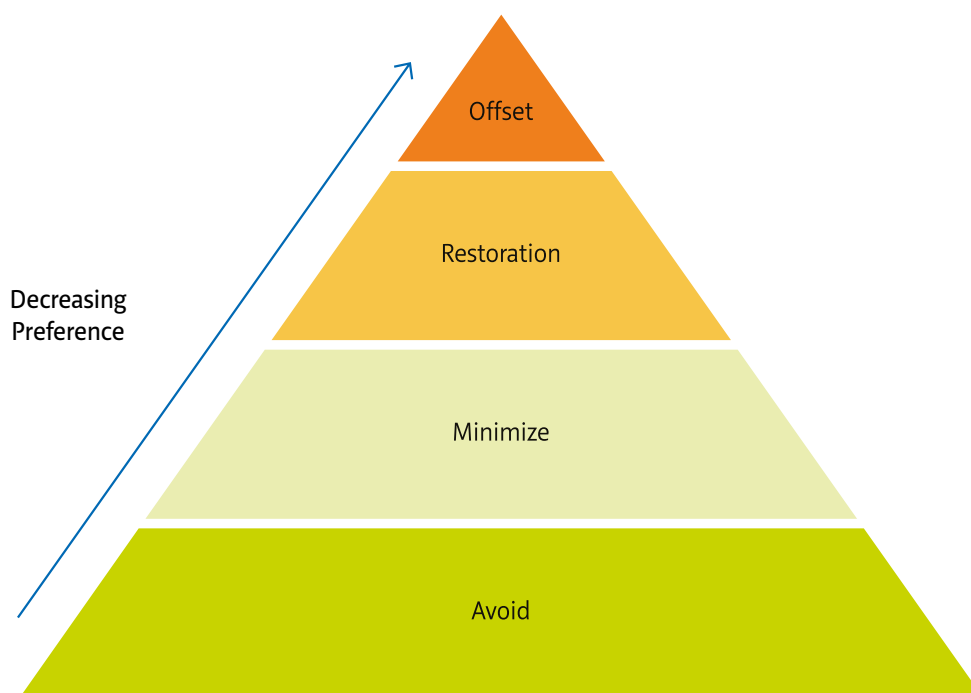 Offset
Restoration
Decreasing
Preference
Minimize
Avoid